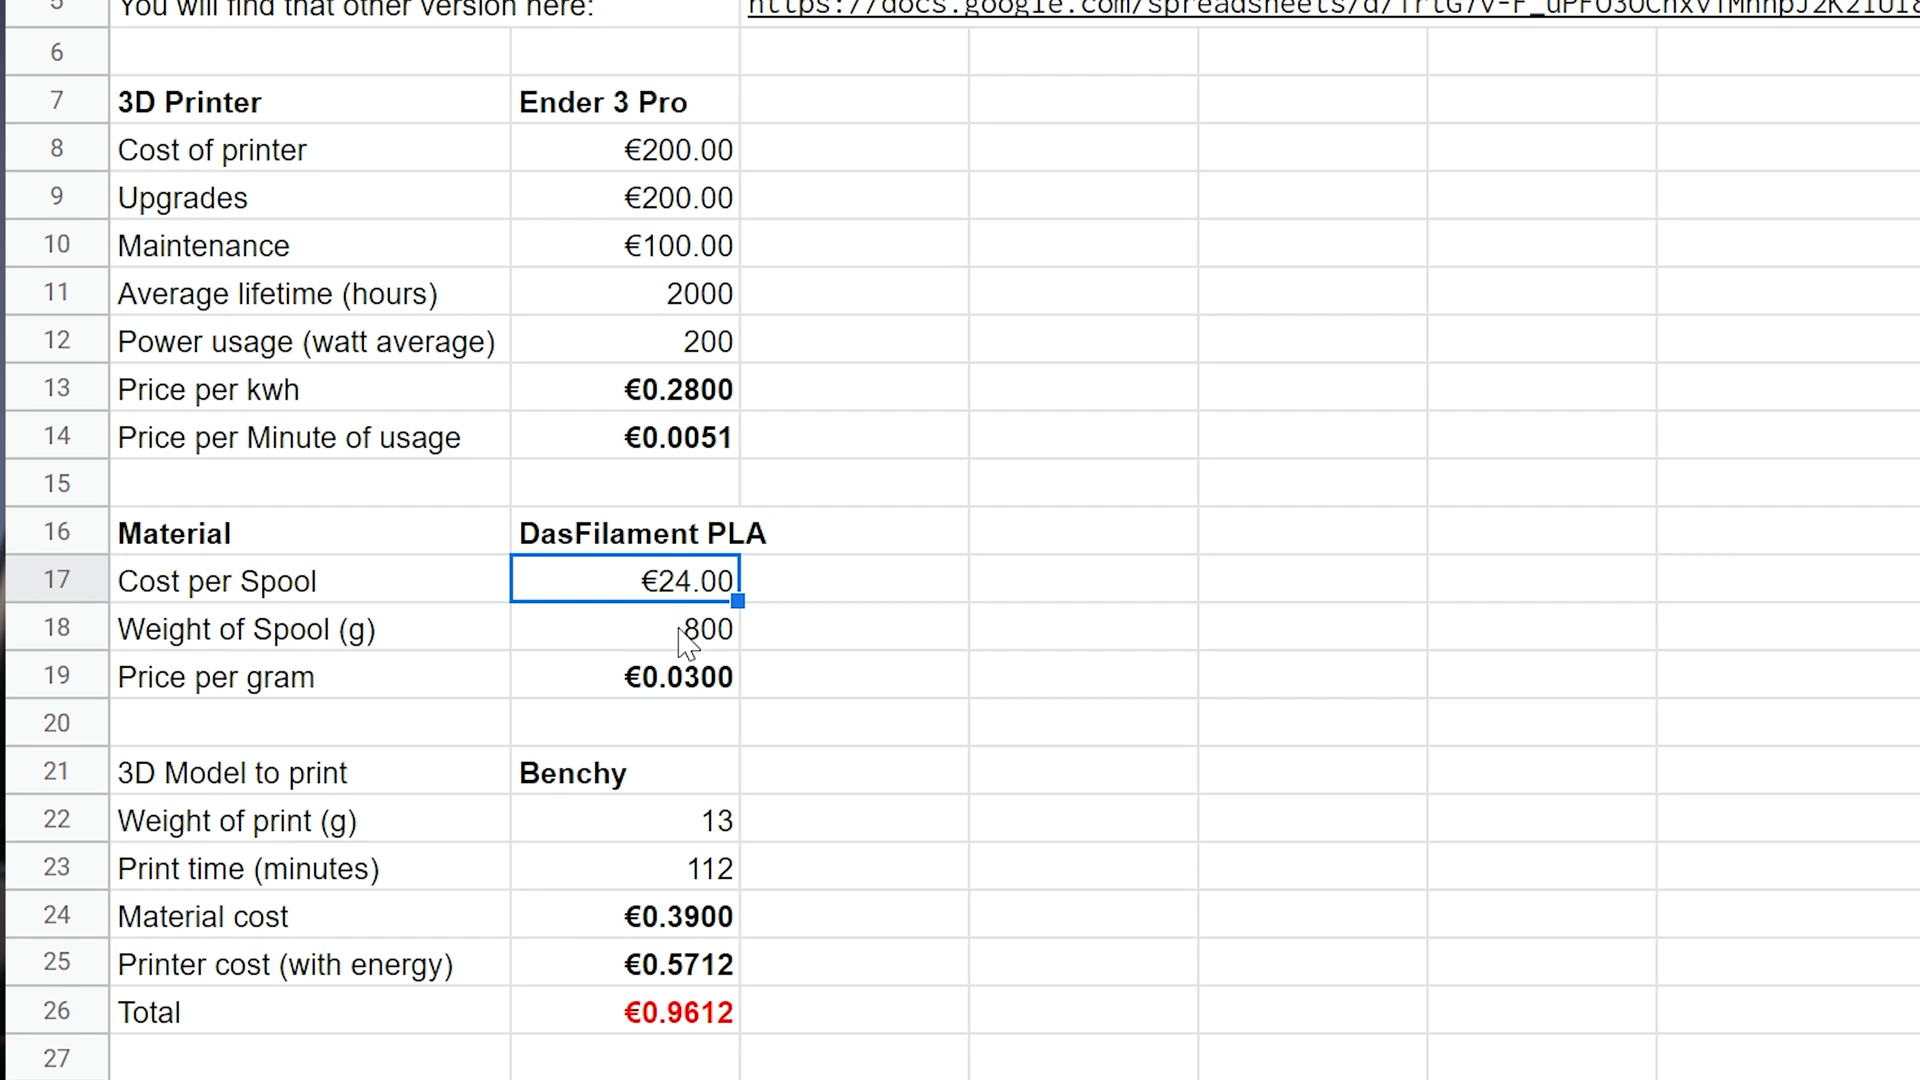 5 You will find that other version here:
6
7 3D Printer Ender 3 Pro
8 Cost of printer €200.00
9 Upgrades €200.00
10 Maintenance €100.00
11 Average lifetime (hours) 2000
12 Power usage (watt average) 200
13 Price per kwh €0.2800
14 Price per Minute of usage €0.0051
15
16 Material DasFilament PLA
17 Cost per Spool €24.00
18 Weight of Spool (g) 800
19 Price per gram €0.0300
20
21 3D Model to print Benchy
22 Weight of print (g) 13
23 Print time (minutes) 112
24 Material cost €0.3900
25 Printer cost (with energy) €0.5712
26 Total €0.9612
27